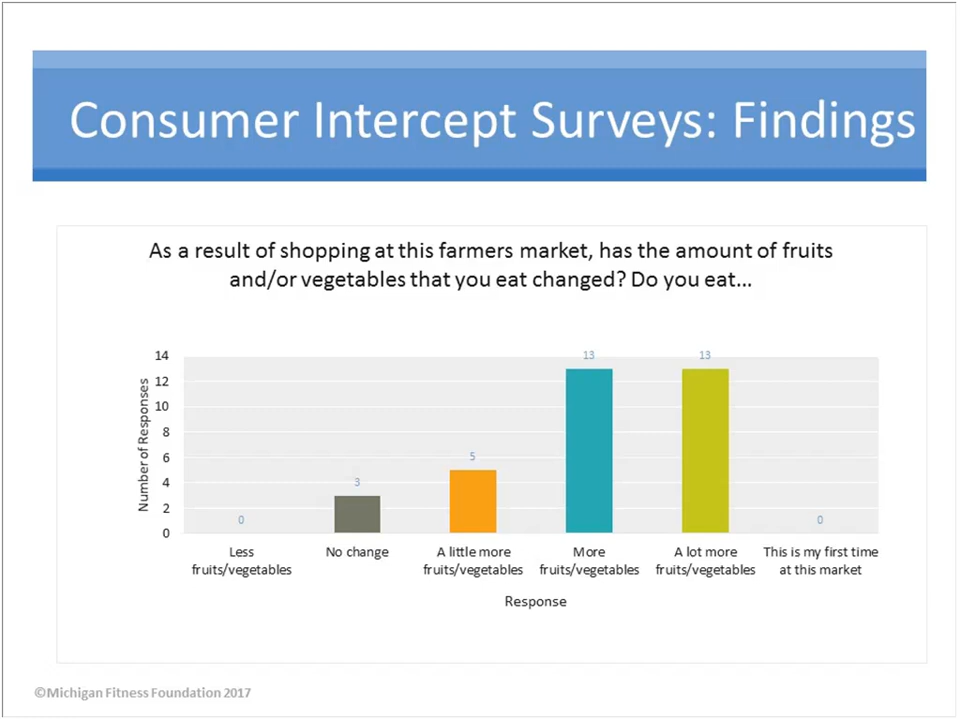 Consumer Intercept Surveys: Findings
As a result of shopping at this farmers market, has the amount of fruits
and/or vegetables that you eat changed? Do you eat…
14
12
10
8
6
4
2
0
Number of Responses
0
3
5
13
13
0
Less
fruits/vegetables
No change
A little more
fruits/vegetables
More
fruits/vegetables
A lot more
fruits/vegetables
This is my first time
at this market
Response
©Michigan Fitness Foundation 2017